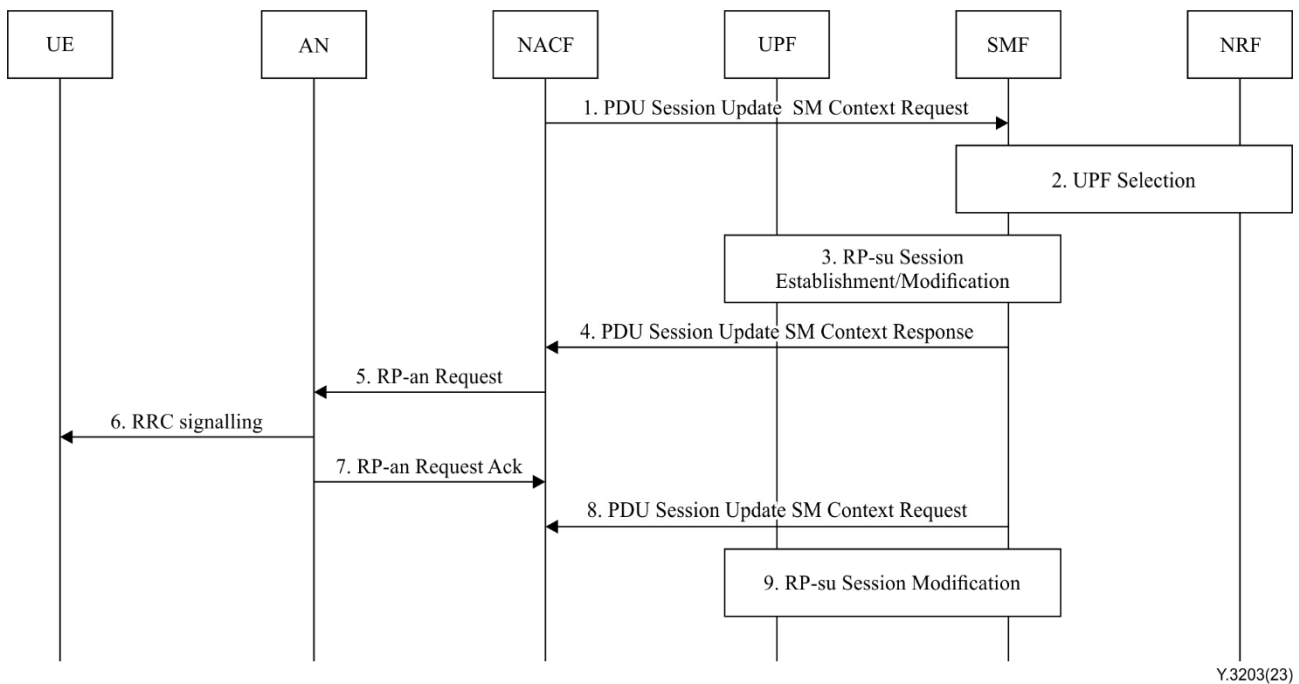 UE
AN
NACF
UPF
SMF
NRF
1. PDU Session Update SM Context Request
2. UPF Selection
3. RP-su Session
Establishment/Modification
4. PDU Session Update SM Context Response
5. RP-an Request
6. RRC signalling
7. RP-an Request Ack
8. PDU Session Update SM Context Request
9. RP-su Session Modification
Y.3203(23)